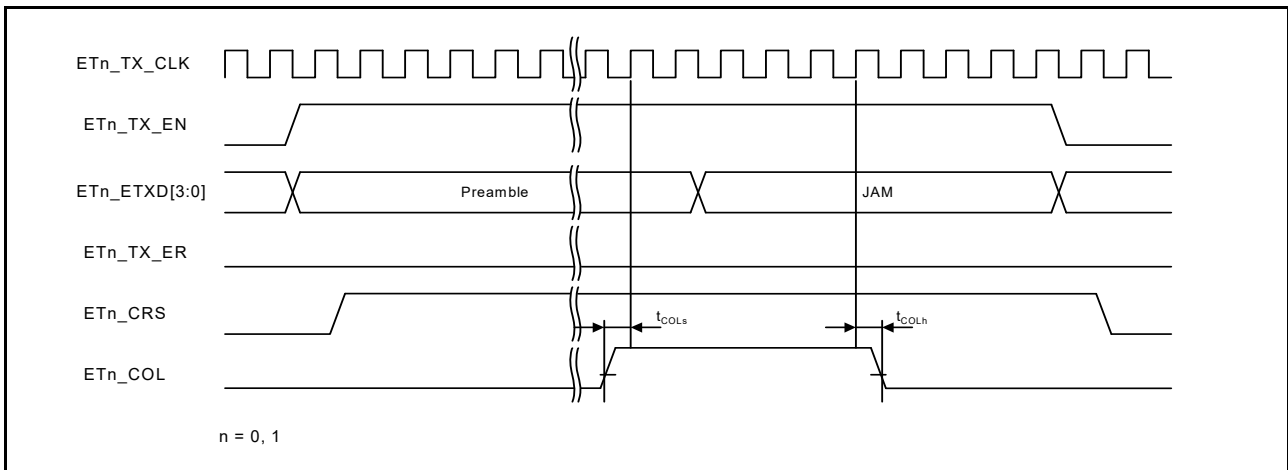 ETn_TX_CLK
ETn_TX_EN
ETn_ETXD[3:0]
Preamble
JAM
ETn_TX_ER
ETn_CRS
tCOLs
tCOLh
ETn_COL
n = 0, 1